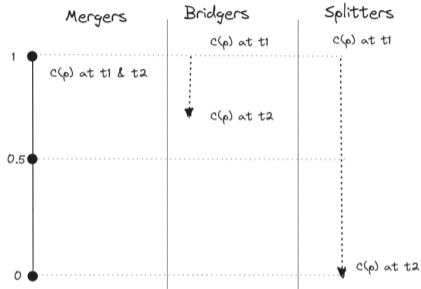 Mergers Bridgers Splitters
c(p) at t1 c(p) at t1
1
c(p) at t1 & t2
c(p) at t2
0.5
c(p) at t2
0